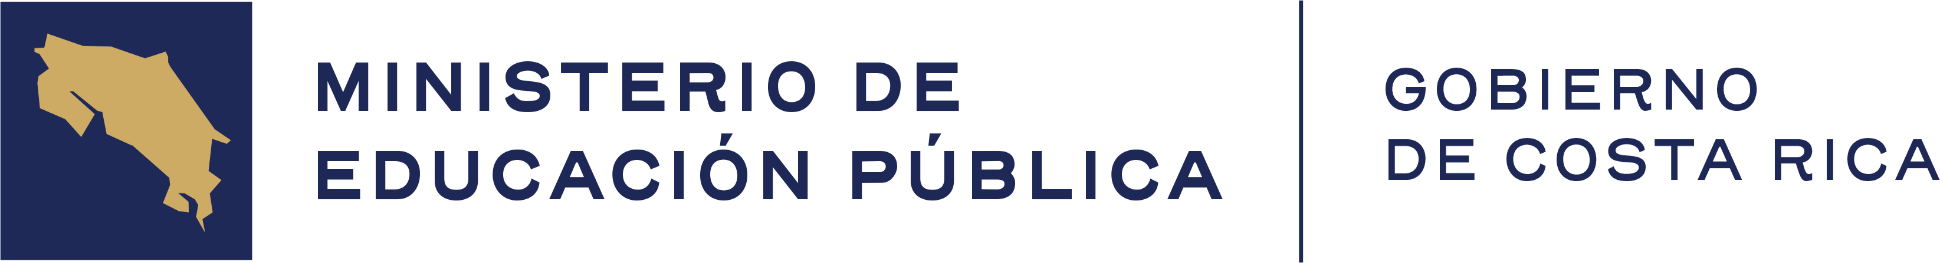 MINISTERIO DE
EDUCACIÓN PÚBLICA
GOBIERNO
DE COSTA RICA